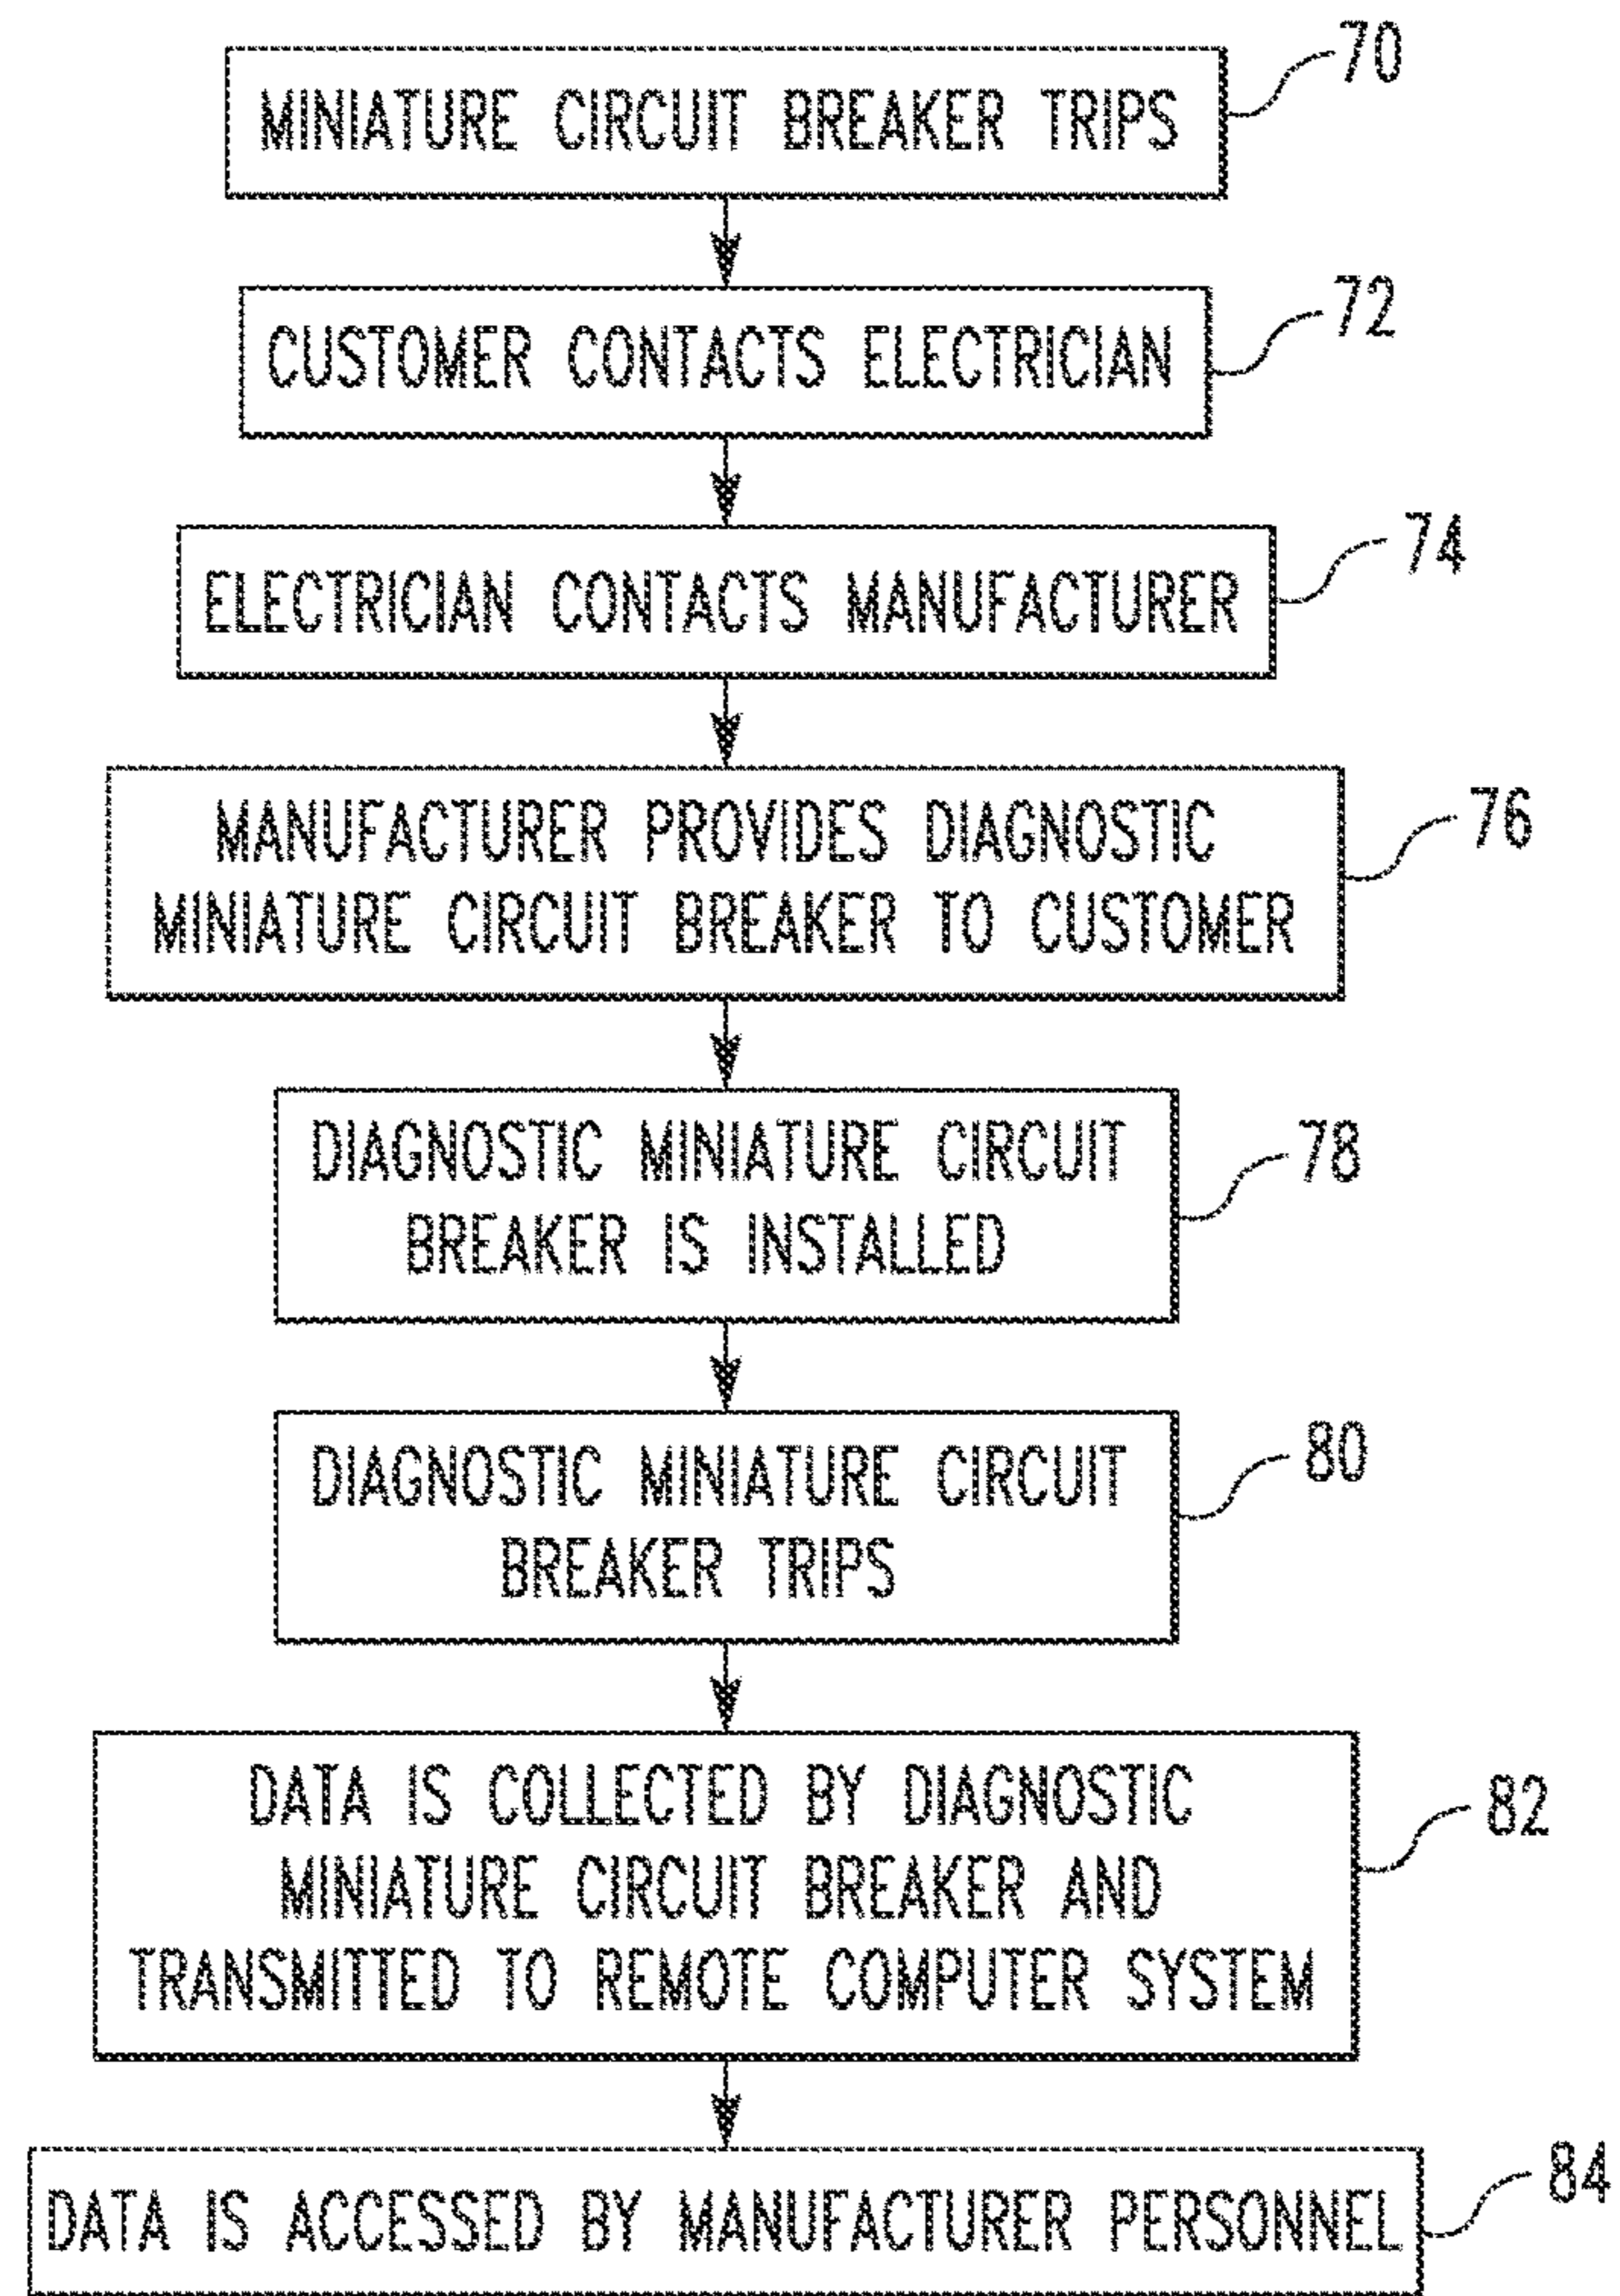 MINIATURE CIRCUIT BREAKER TRIPS
70
CUSTOMER CONTACTS ELECTRICIAN
72
ELECTRICIAN CONTACTS MANUFACTURER
74
MANUFACTURER PROVIDES DIAGNOSTIC
MINIATURE CIRCUIT BREAKER TO CUSTOMER
76
DIAGNOSTIC MINIATURE CIRCUIT
BREAKER IS INSTALLED
78
DIAGNOSTIC MINIATURE CIRCUIT
BREAKER TRIPS
80
DATA IS COLLECTED BY DIAGNOSTIC
MINIATURE CIRCUIT BREAKER AND
TRANSMITTED TO REMOTE COMPUTER SYSTEM
82
DATA IS ACCESSED BY MANUFACTURER PERSONNEL
84